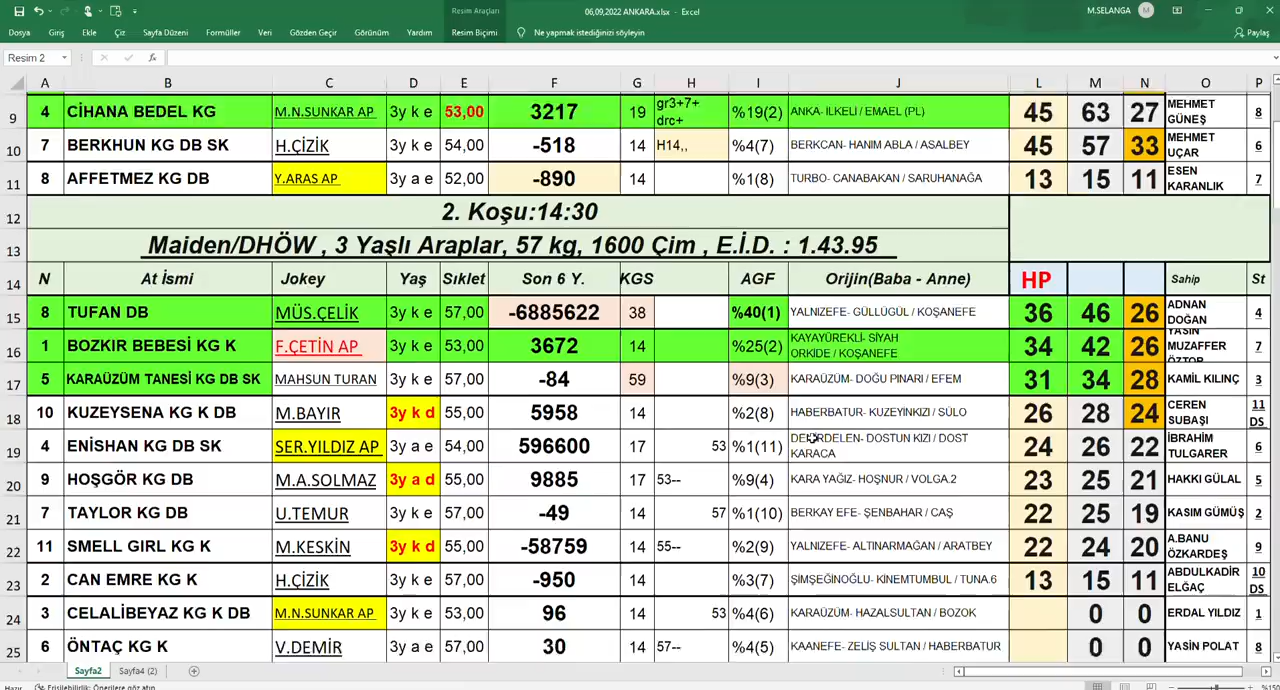 Resim Araçları
06,09,2022 ANKARA.xlsx - Excel
M.SELANGA M
Dosya Giriş Ekle Çiz Sayfa Düzeni Formüller Veri Gözden Geçir Görünüm Yardım Resim Biçimi Ne yapmak istediğinizi söyleyin Paylaş
Resim 2 fx
A B C D E F G H I J L M N O P
9 4 CİHANA BEDEL KG M.N.SUNKAR AP 3y k e 53,00 3217 19 gr3+7+ drc+ %19(2) ANKA- İLKELİ / EMAEL (PL) 45 63 27 MEHMET GÜNEŞ 8
10 7 BERKHUN KG DB SK H.ÇİZİK 3y k e 54,00 -518 14 H14,, %4(7) BERKCAN- HANIM ABLA / ASALBEY 45 57 33 MEHMET UÇAR 6
11 8 AFFETMEZ KG DB Y.ARAS AP 3y a e 52,00 -890 14 %1(8) TURBO- CANABAKAN / SARUHANAĞA 13 15 11 ESEN KARANLIK 7
12 2. Koşu:14:30
13 Maiden/DHÖW , 3 Yaşlı Araplar, 57 kg, 1600 Çim , E.İ.D. : 1.43.95
14 N At İsmi Jokey Yaş Sıklet Son 6 Y. KGS AGF Orijin(Baba - Anne) HP Sahip St
15 8 TUFAN DB MÜS.ÇELİK 3y k e 57,00 -6885622 38 %40(1) YALNIZEFE- GÜLLÜGÜL / KOŞANEFE 36 46 26 ADNAN DOĞAN 4
16 1 BOZKIR BEBESİ KG K F.ÇETİN AP 3y k e 53,00 3672 14 %25(2) KAYAYÜREKLİ- SİYAH ORKİDE / KOŞANEFE 34 42 26 YASİN MUZAFFER ÖZTOP 7
17 5 KARAÜZÜM TANESİ KG DB SK MAHSUN TURAN 3y k e 57,00 -84 59 %9(3) KARAÜZÜM- DOĞU PINARI / EFEM 31 34 28 KAMİL KILINÇ 3
18 10 KUZEYSENA KG K DB M.BAYIR 3y k d 55,00 5958 14 %2(8) HABERBATUR- KUZEYİNKIZI / SÜLO 26 28 24 CEREN SUBAŞI 11 DS
19 4 ENİSHAN KG DB SK SER.YILDIZ AP 3y a e 54,00 596600 17 53 %1(11) DOSTUN KIZI / DOST KARACA 24 26 22 İBRAHİM TULGARER 6
20 9 HOŞGÖR KG DB M.A.SOLMAZ 3y a d 55,00 9885 17 53-- %9(4) KARA YAĞIZ- HOŞNUR / VOLGA.2 23 25 21 HAKKI GÜLAL 5
21 7 TAYLOR KG DB U.TEMUR 3y k e 57,00 -49 14 57 %1(10) BERKAY EFE- ŞENBAHAR / CAŞ 22 25 19 KASIM GÜMÜŞ 2
22 11 SMELL GIRL KG K M.KESKİN 3y k d 55,00 -58759 14 55-- %2(9) YALNIZEFE- ALTINARMAĞAN / ARATBEY 22 24 20 A.BANU ÖZKARDEŞ 9
23 2 CAN EMRE KG K H.ÇİZİK 3y k e 57,00 -950 14 %3(7) ŞİMŞEĞİNOĞLU- KINEMTUMBUL / TUNA.6 13 15 11 ABDULKADİR ELĞAÇ 10 DS
24 3 CELALİBEYAZ KG K DB M.N.SUNKAR AP 3y k e 53,00 96 14 53 %4(6) KARAÜZÜM- HAZALSULTAN / BOZOK 0 0 ERDAL YILDIZ 1
25 6 ÖNTAÇ KG K V.DEMİR 3y k e 57,00 30 14 57-- %4(5) KAANEFE- ZELİŞ SULTAN / HABERBATUR 0 0 YASİN POLAT 8
Sayfa2 Sayfa4 (2)
Hazır Erişilebilirlik: Önerilere göz atın %150